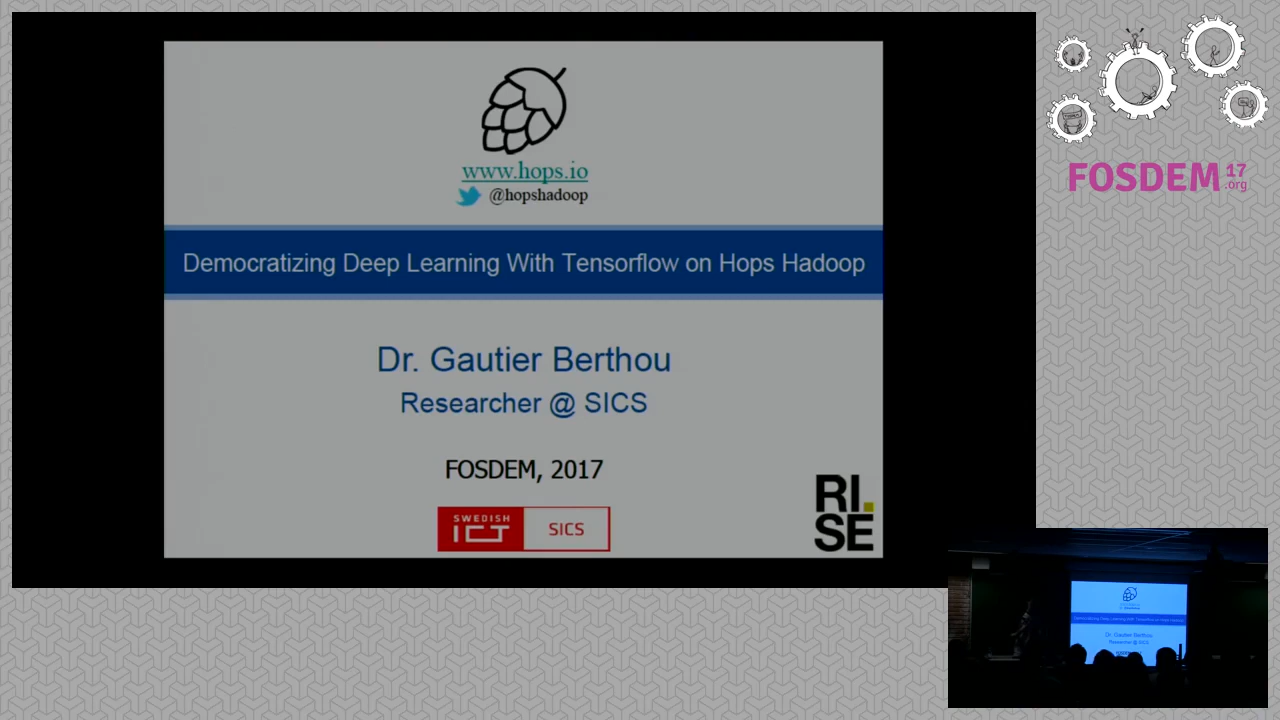 www.hops.io
@hopshadoop
Democratizing Deep Learning With Tensorflow on Hops Hadoop
Dr. Gautier Berthou
Researcher @ SICS
FOSDEM, 2017
SWEDISH
ICT
SICS
RI.
SE
FOSDEM 17
.org